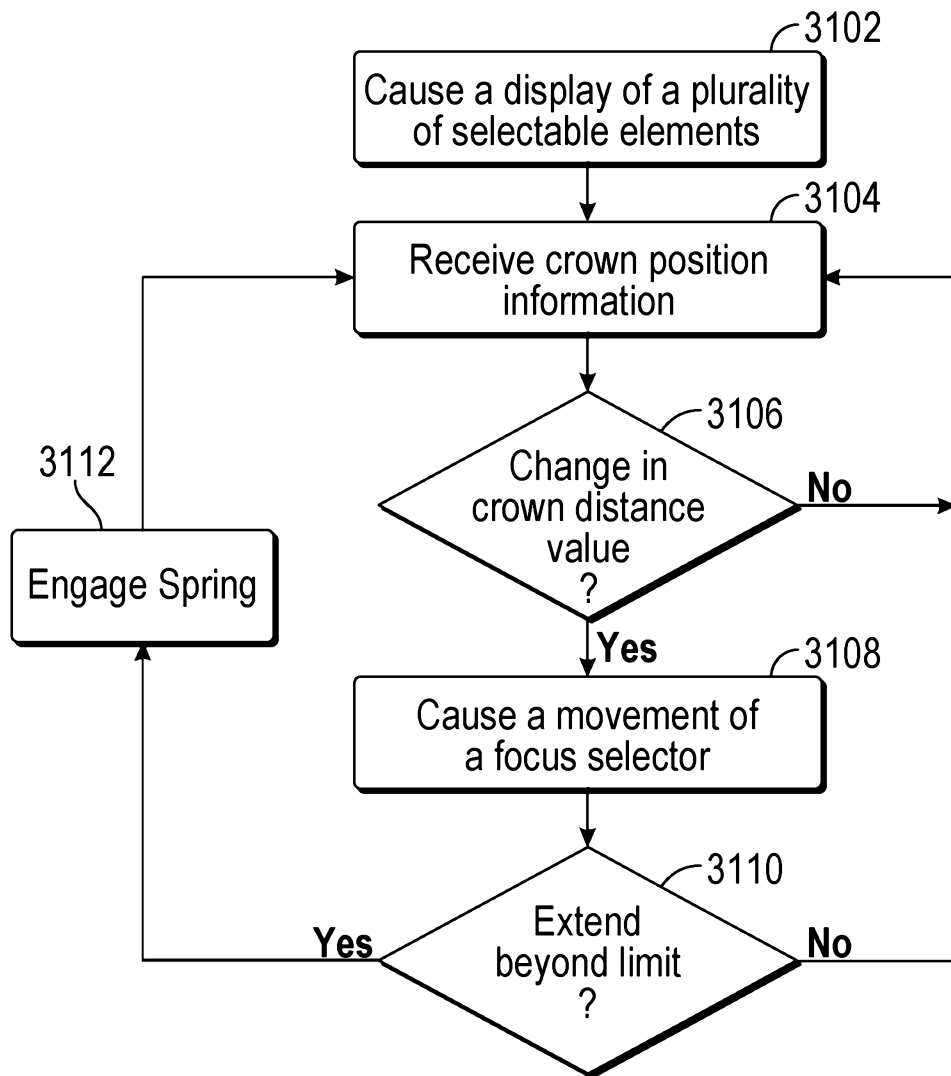 3102
Cause a display of a plurality
of selectable elements
3104
Receive crown position
information
3106
Change in
crown distance
value
?
No
3112
Engage Spring
Yes
3108
Cause a movement of
a focus selector
3110
Extend
beyond limit
?
Yes
No